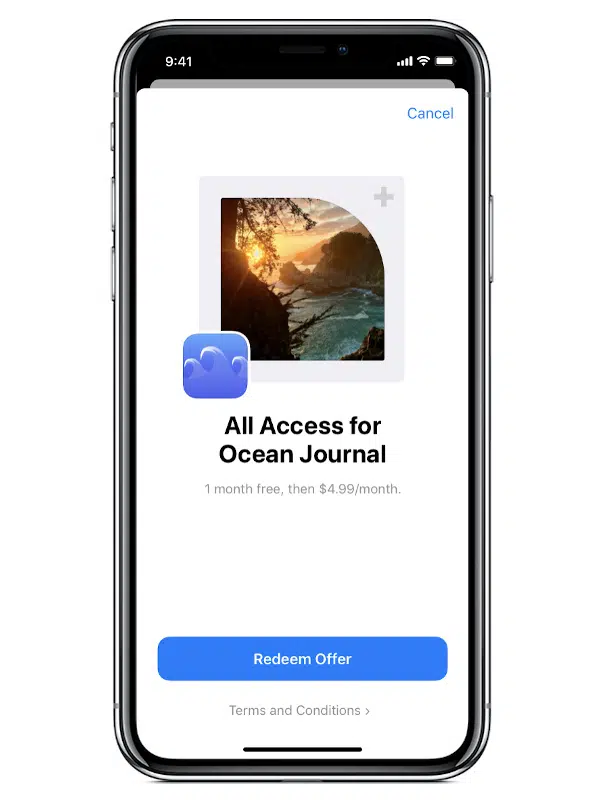 9:41
Cancel
All Access for
Ocean Journal
1 month free, then $4.99/month.
Redeem Offer
Terms and Conditions ›